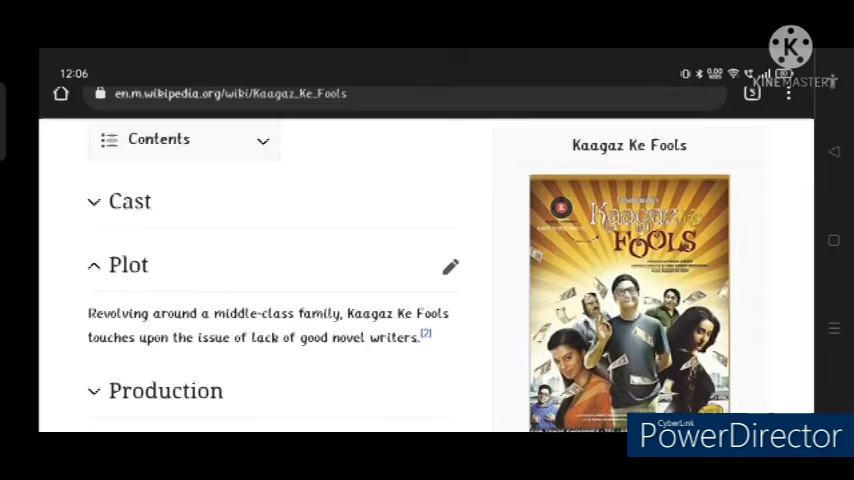 12:06
KINEMASTER
en.m.wikipedia.org/wiki/Kaagaz_Ke_Fools
5
Contents
Kaagaz Ke Fools
Cast
Kaagaz Ke
FOOLS
Plot
Revolving around a middle-class family, Kaagaz Ke Fools
touches upon the issue of lack of good novel writers.[2]
Production
CyberLink
PowerDirector